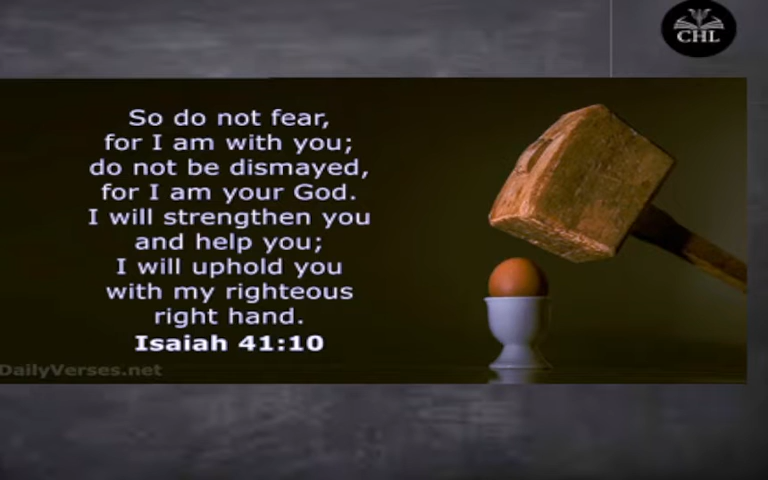 CHL
So do not fear,
for I am with you;
do not be dismayed,
for I am your God.
I will strengthen you
and help you;
I will uphold you
with my righteous
right hand.
Isaiah 41:10
DailyVerses.net